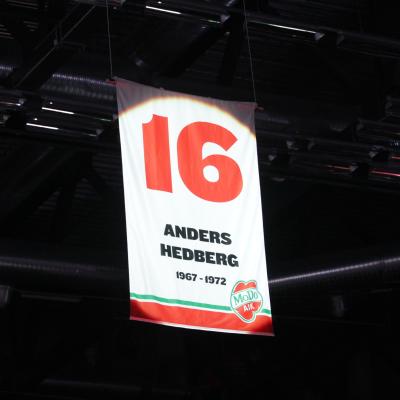 16
ANDERS
HEDBERG
1967 - 1972
MoDo
AIK